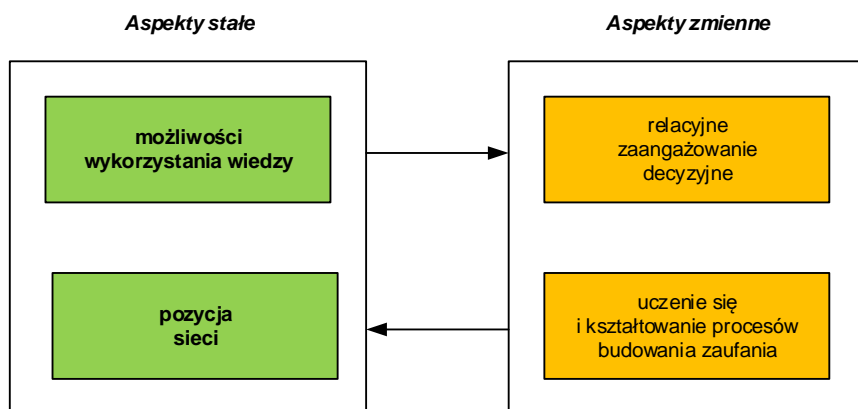 Aspekty stałe
Aspekty zmienne
możliwości
wykorzystania wiedzy
relacyjne
zaangażowanie
decyzyjne
pozycja
sieci
uczenie się
i kształtowanie procesów
budowania zaufania